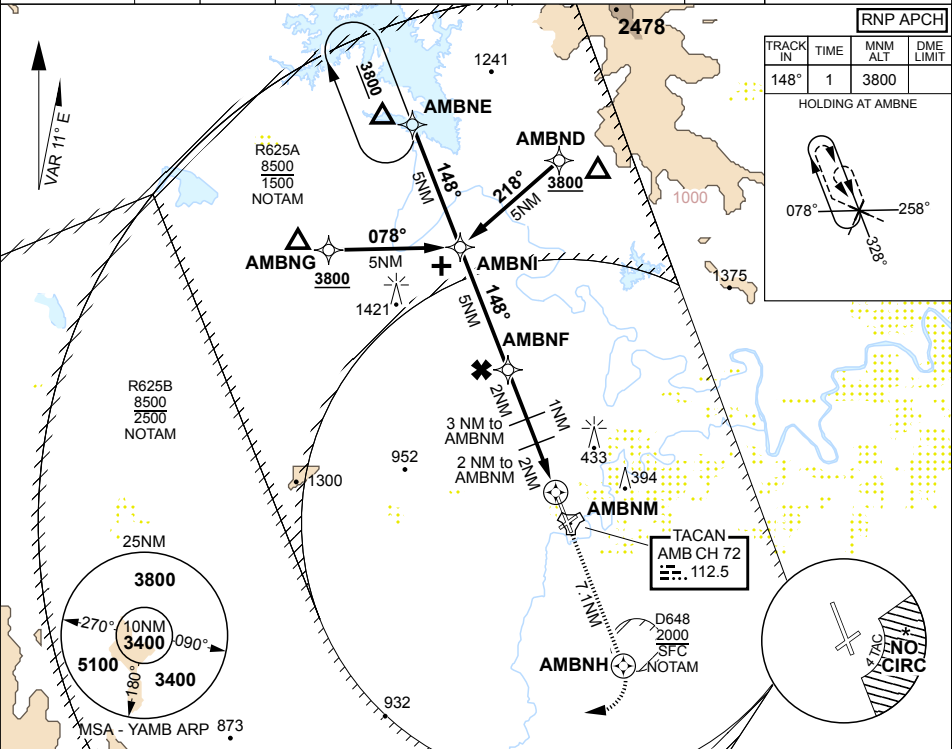 2478
RNP APCH
TRACK IN
TIME
MNM ALT
DME LIMIT
148°
1
3800
HOLDING AT AMBNE
078°
258°
328°
VAR 11° E
3800
1241
AMBNE
AMBND
3800
R625A
8500
1500
NOTAM
148°
5NM
218°
5NM
1000
AMBNG
3800
078°
5NM
AMBNI
1375
1421
148°
5NM
AMBNF
R625B
8500
2500
NOTAM
2NM
1NM
3 NM to
AMBNM
2 NM to
AMBNM
2NM
433
952
1300
394
AMBNM
TACAN
AMB CH 72
112.5
7.1NM
D648
2000
SFC
NOTAM
AMBNH
25NM
3800
270°
10NM
3400
090°
5100
180°
3400
MSA - YAMB ARP
873
932
4 TAC
*
NO
CIRC